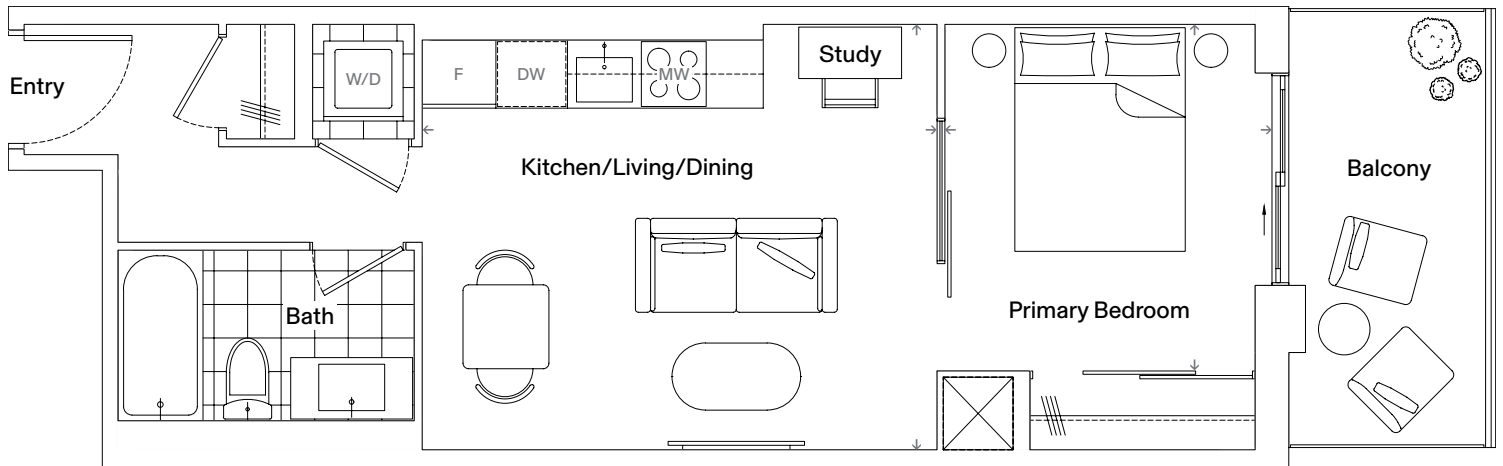 Entry
W/D
F
DW
MW
Study
Kitchen/Living/Dining
Balcony
Bath
Primary Bedroom